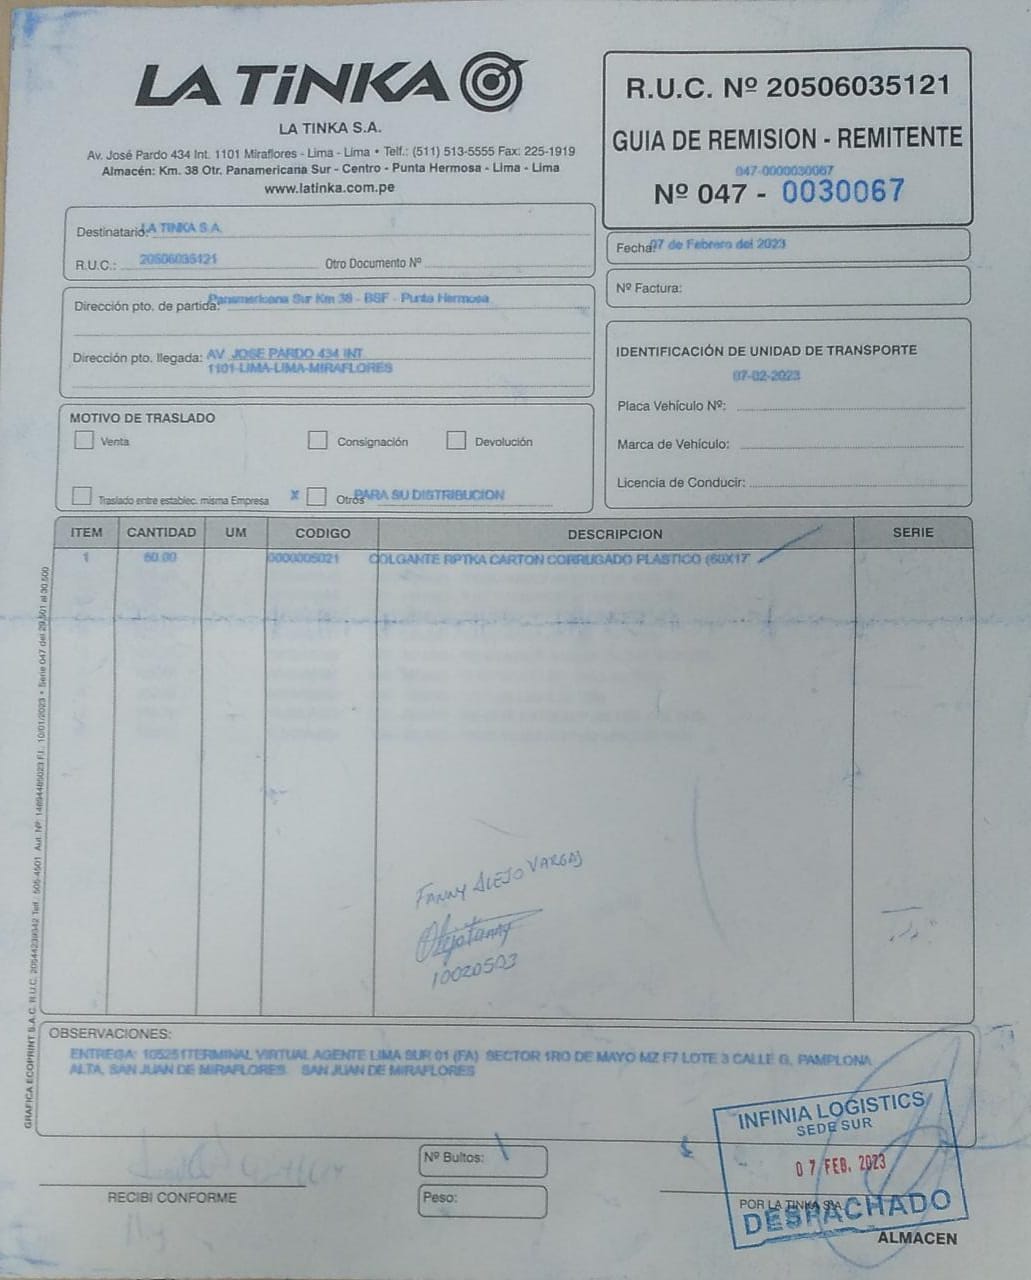 LA TiNKA
LA TINKA S.A.
Av. José Pardo 434 Int. 1101 Miraflores - Lima - Lima • Telf.: (511) 513-5555 Fax: 225-1919
Almacén: Km. 38 Otr. Panamericana Sur - Centro - Punta Hermosa - Lima - Lima
www.latinka.com.pe
R.U.C. Nº 20506035121
GUIA DE REMISION - REMITENTE
047-0000030067
Nº 047 - 0030067
Destinatario: LA TINKA S.A.
R.U.C.: 20506035121 Otro Documento Nº
Fecha: 07 de Febrero del 2023
Nº Factura:
Dirección pto. de partida: Panamericana Sur Km 38 - BSF - Punta Hermosa
Dirección pto. llegada: AV JOSE PARDO 434 INT
1101-LIMA-LIMA-MIRAFLORES
IDENTIFICACIÓN DE UNIDAD DE TRANSPORTE
07-02-2023
Placa Vehículo Nº:
Marca de Vehículo:
Licencia de Conducir:
MOTIVO DE TRASLADO
Venta Consignación Devolución
Traslado entre establec. misma Empresa X Otros PARA SU DISTRIBUCION
ITEM CANTIDAD UM CODIGO DESCRIPCION SERIE
1 60.00 0000005021 COLGANTE RPTKA CARTON CORRUGADO PLASTICO (60X17
FANNY ALEJO VARGAS
10020503
OBSERVACIONES:
ENTREGA: 105251TERMINAL VIRTUAL AGENTE LIMA SUR 01 (FA) SECTOR 1RO DE MAYO MZ F7 LOTE 3 CALLE G, PAMPLONA
ALTA, SAN JUAN DE MIRAFLORES SAN JUAN DE MIRAFLORES
INFINIA LOGISTICS
SEDE SUR
07 FEB. 2023
DESPACHADO
Nº Bultos: 1
Peso:
RECIBI CONFORME
POR LA TINKA S.A.
ALMACEN
GRAFICA ECOPRINT S.A.C. R.U.C. 20544239342 Telf.: 505-4501 Aut. Nº: 14894485023 F.I.: 10/01/2023 • Serie 047 del 29,501 al 30,500